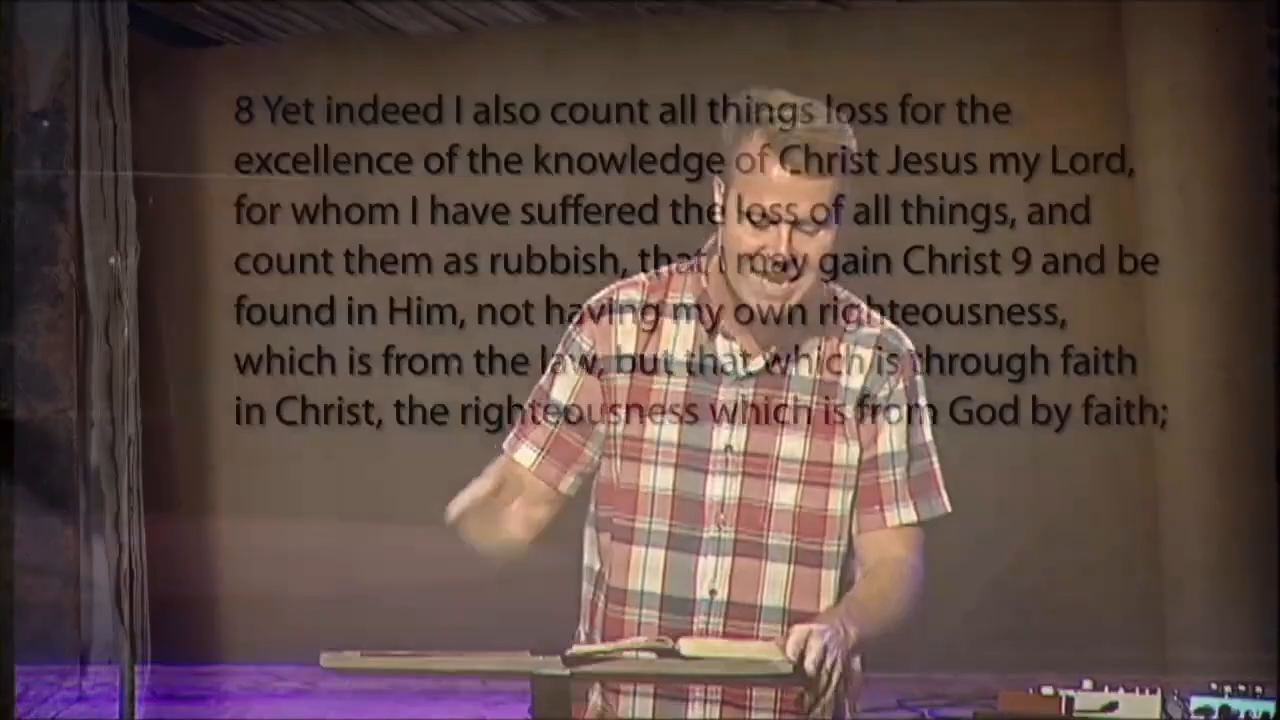 8 Yet indeed I also count all things loss for the
excellence of the knowledge of Christ Jesus my Lord,
for whom I have suffered the loss of all things, and
count them as rubbish, that I may gain Christ 9 and be
found in Him, not having my own righteousness,
which is from the law, but that which is through faith
in Christ, the righteousness which is from God by faith;